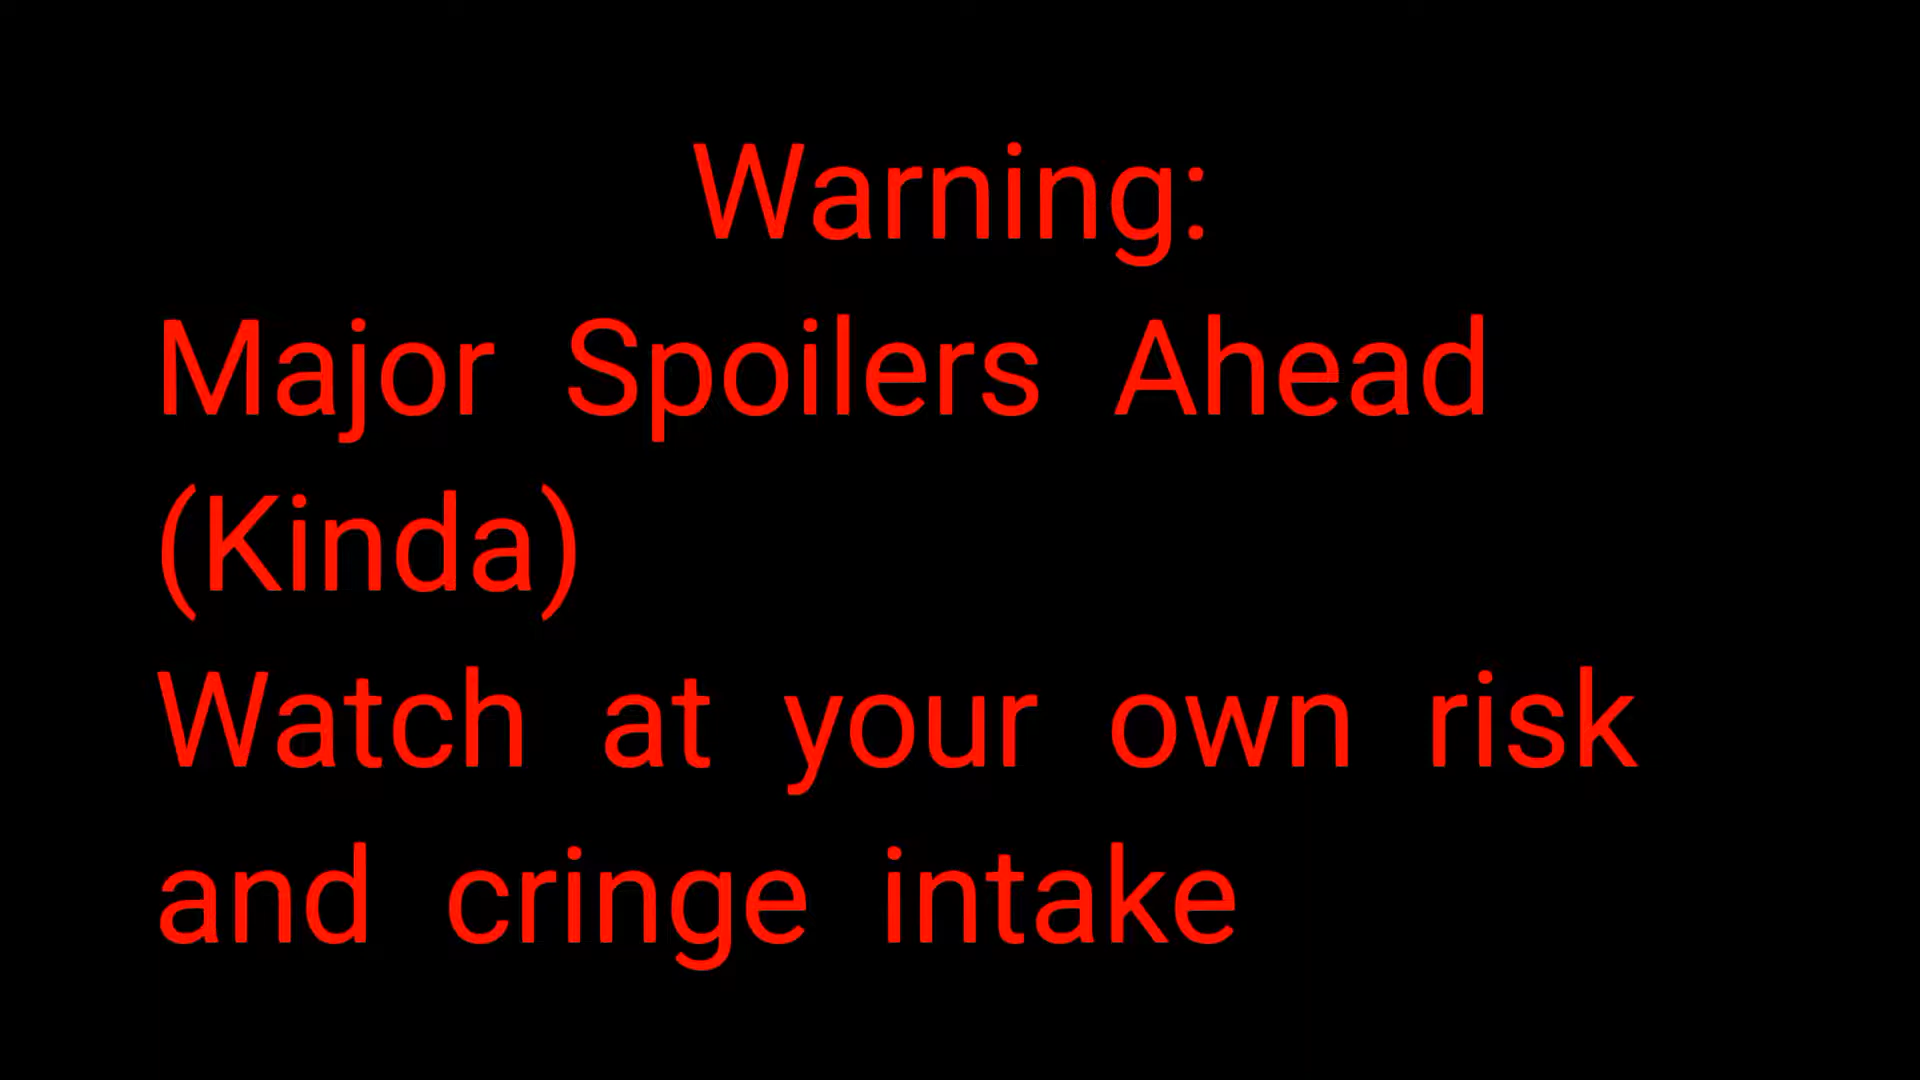 Warning:
Major Spoilers Ahead
(Kinda)
Watch at your own risk
and cringe intake